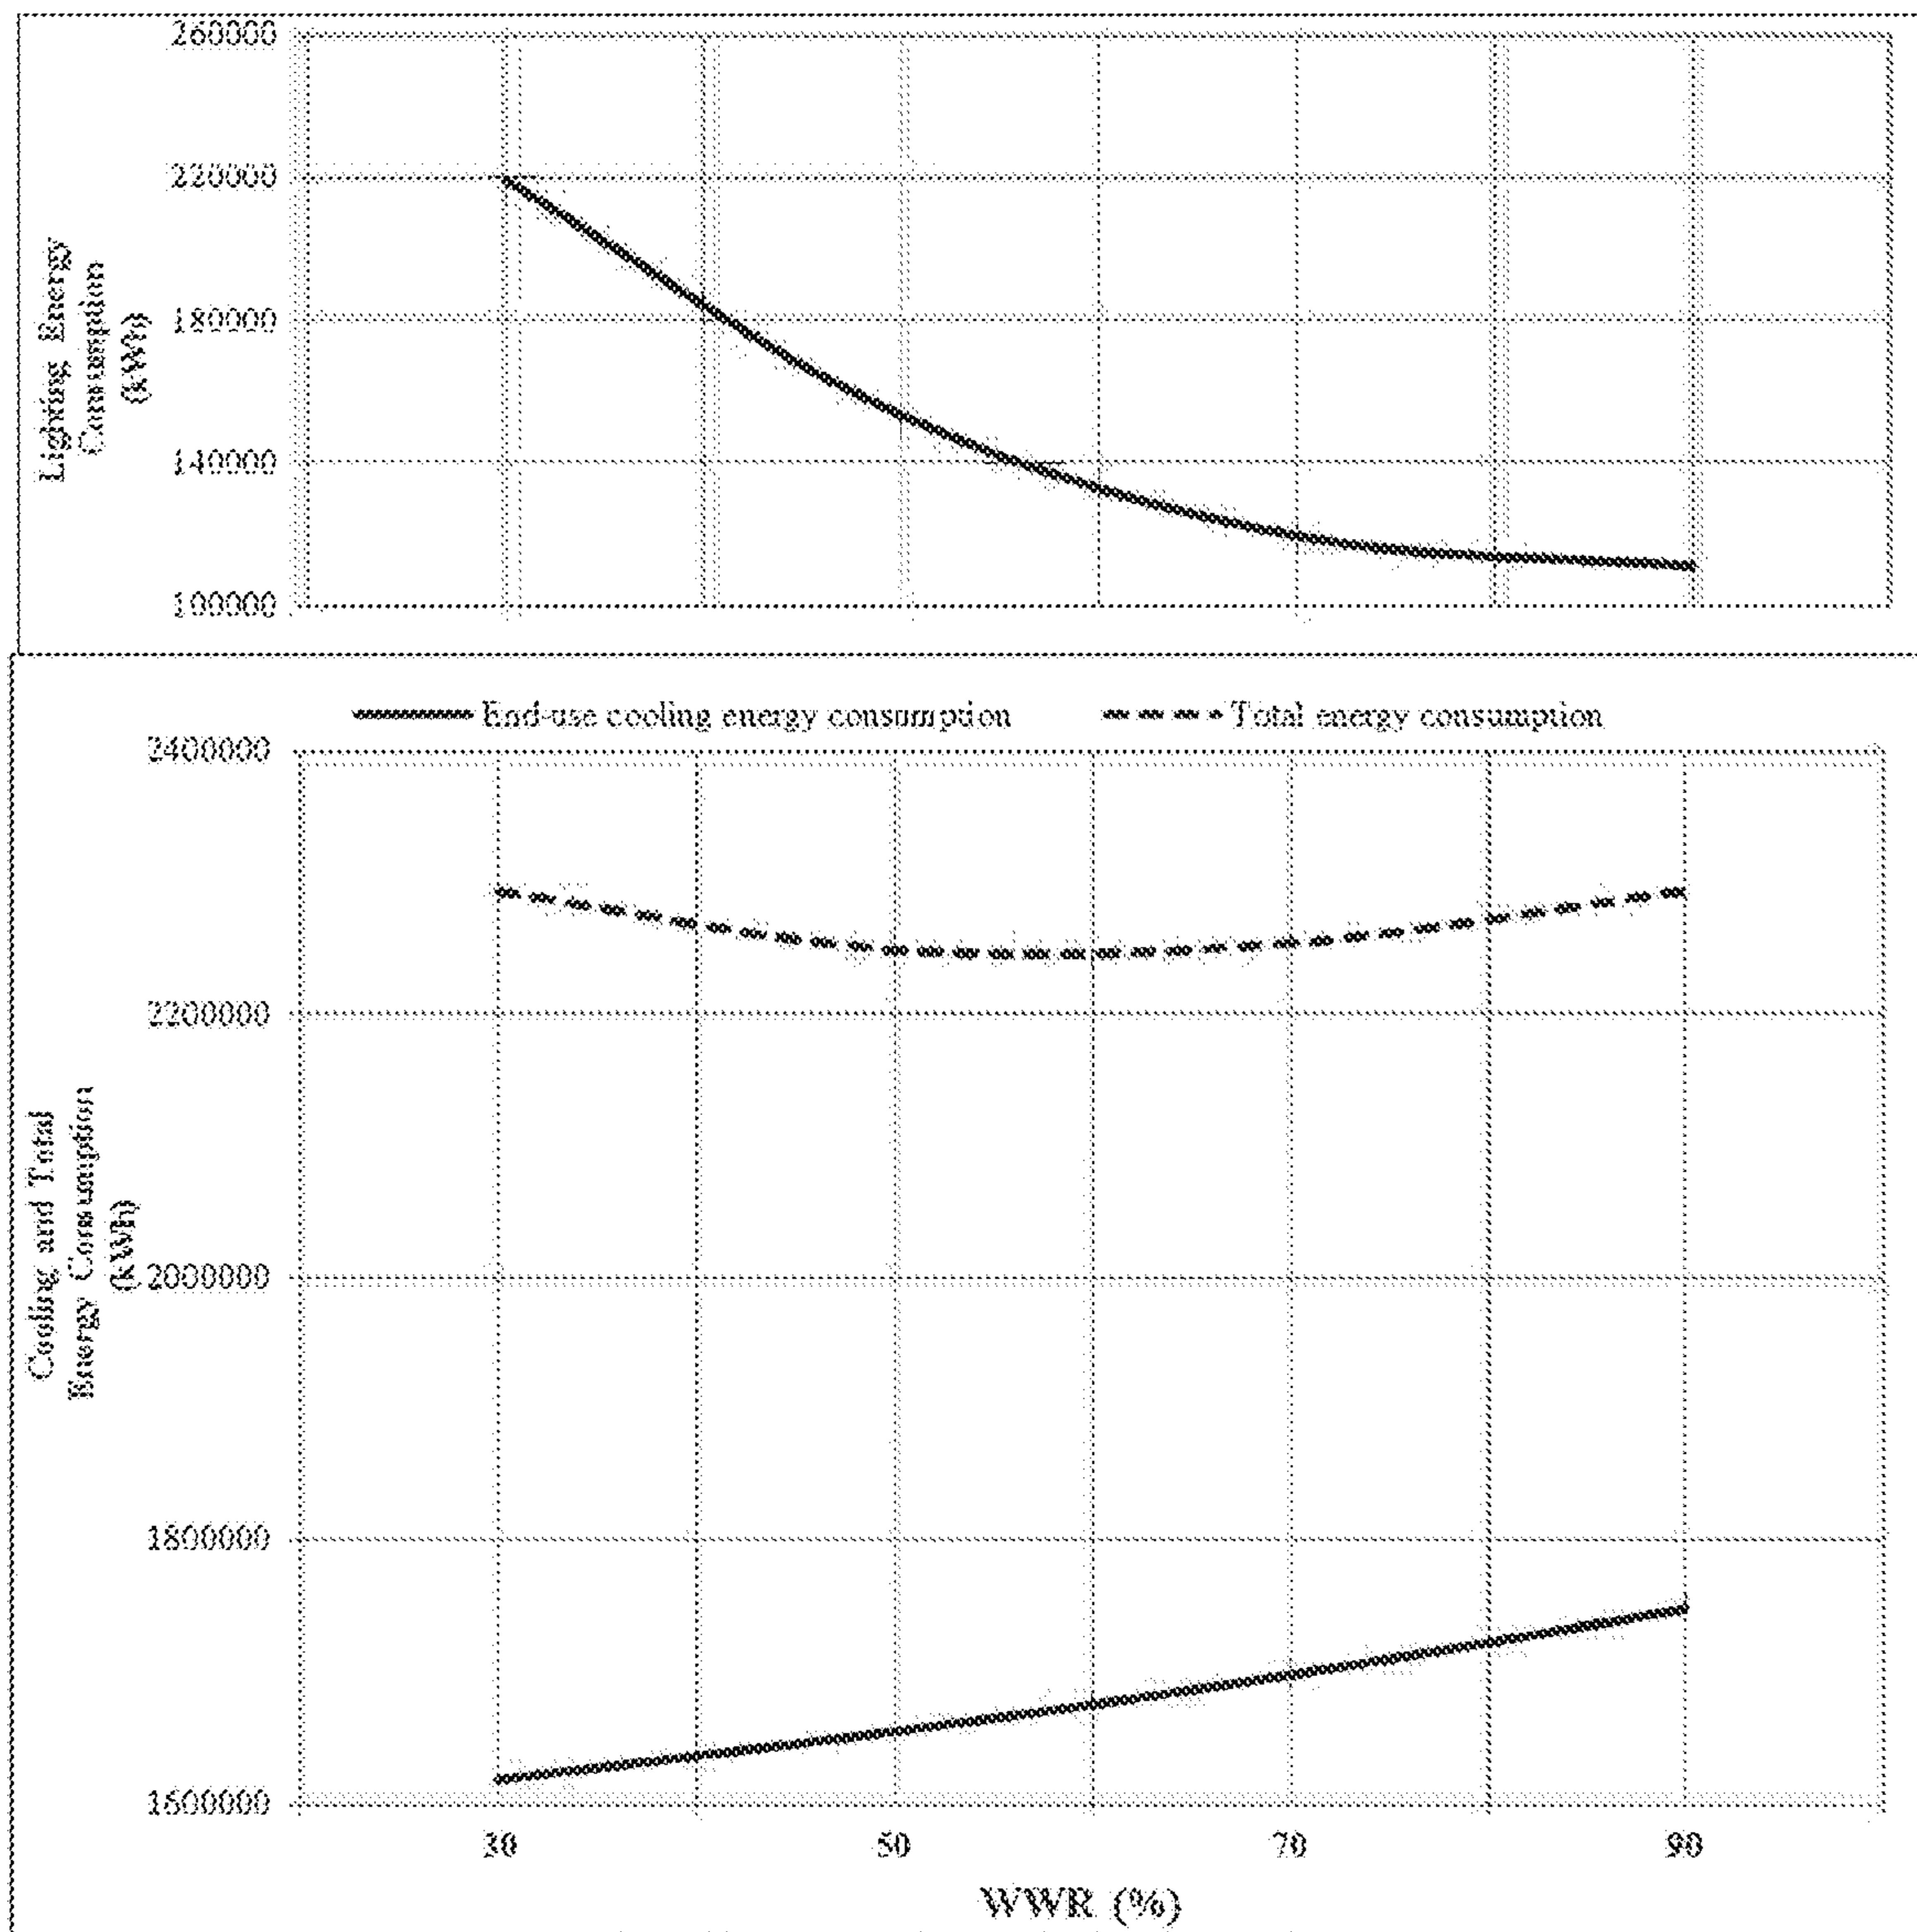 260000
220000
180000
140000
100000
Lighting Energy
Consumption
(kWh)
End-use cooling energy consumption
Total energy consumption
2400000
2200000
2000000
1800000
1600000
Cooling and Total
Energy Consumption
(kWh)
30
50
70
90
WWR (%)